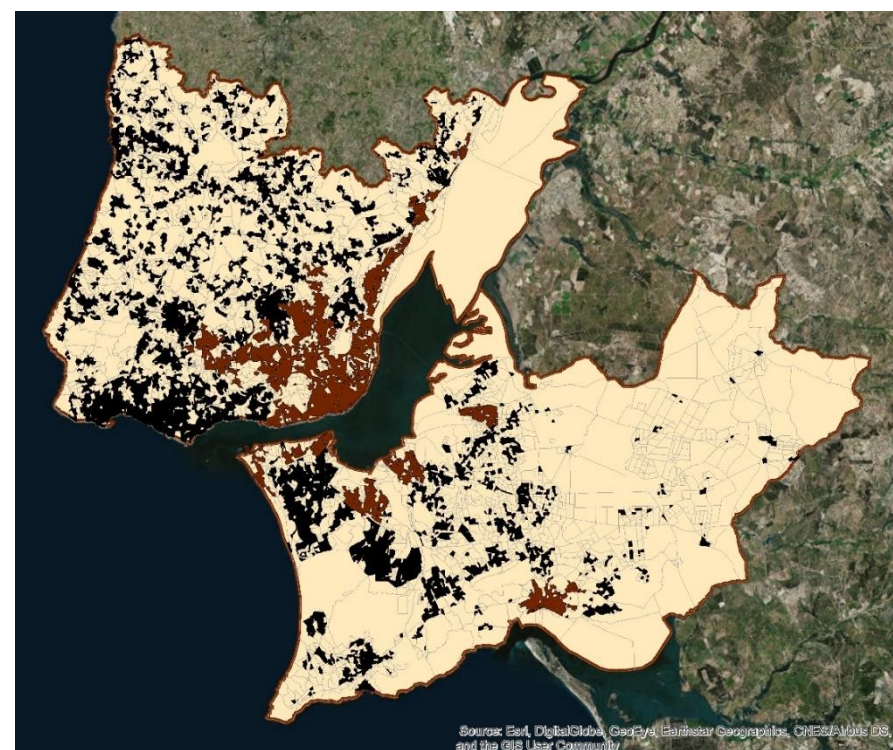 Source: Esri, DigitalGlobe, GeoEye, Earthstar Geographics, CNES/Airbus DS,
and the GIS User Community